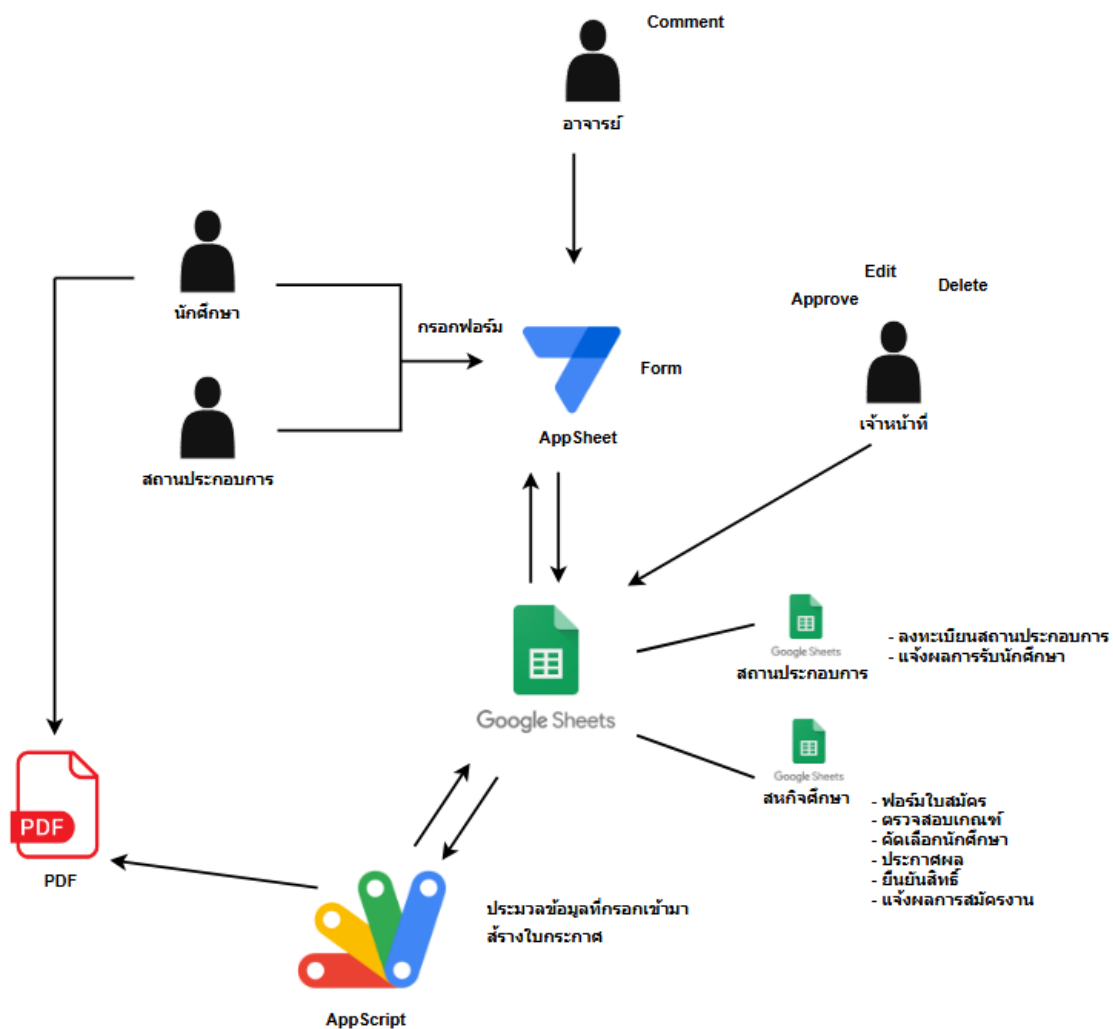 Comment
อาจารย์
นักศึกษา
กรอกฟอร์ม
สถานประกอบการ
Form
AppSheet
Edit
Approve
Delete
เจ้าหน้าที่
Google Sheets
Google Sheets
สถานประกอบการ
- ลงทะเบียนสถานประกอบการ
- แจ้งผลการรับนักศึกษา
Google Sheets
สหกิจศึกษา
- ฟอร์มใบสมัคร
- ตรวจสอบเกณฑ์
- คัดเลือกนักศึกษา
- ประกาศผล
- ยืนยันสิทธิ์
- แจ้งผลการสมัครงาน
PDF
PDF
ประมวลข้อมูลที่กรอกเข้ามา
ส้รางใบกระกาศ
AppScript